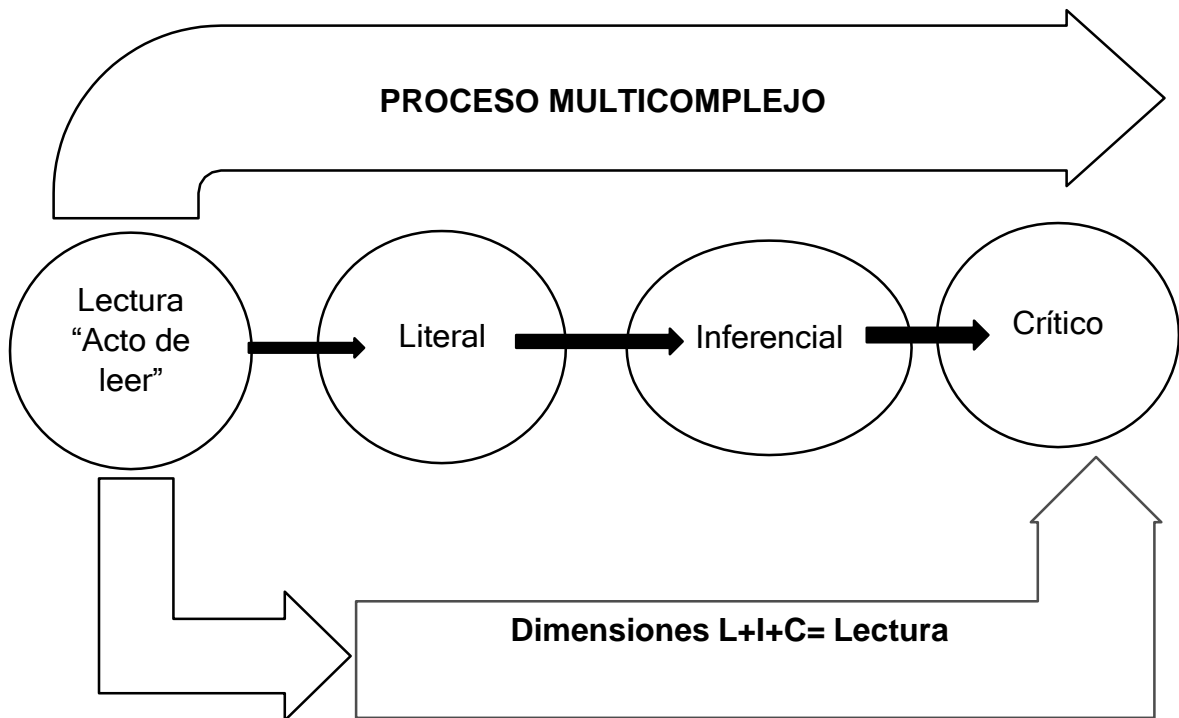 PROCESO MULTICOMPLEJO
Lectura
“Acto de
leer”
Literal
Inferencial
Crítico
Dimensiones L+I+C= Lectura